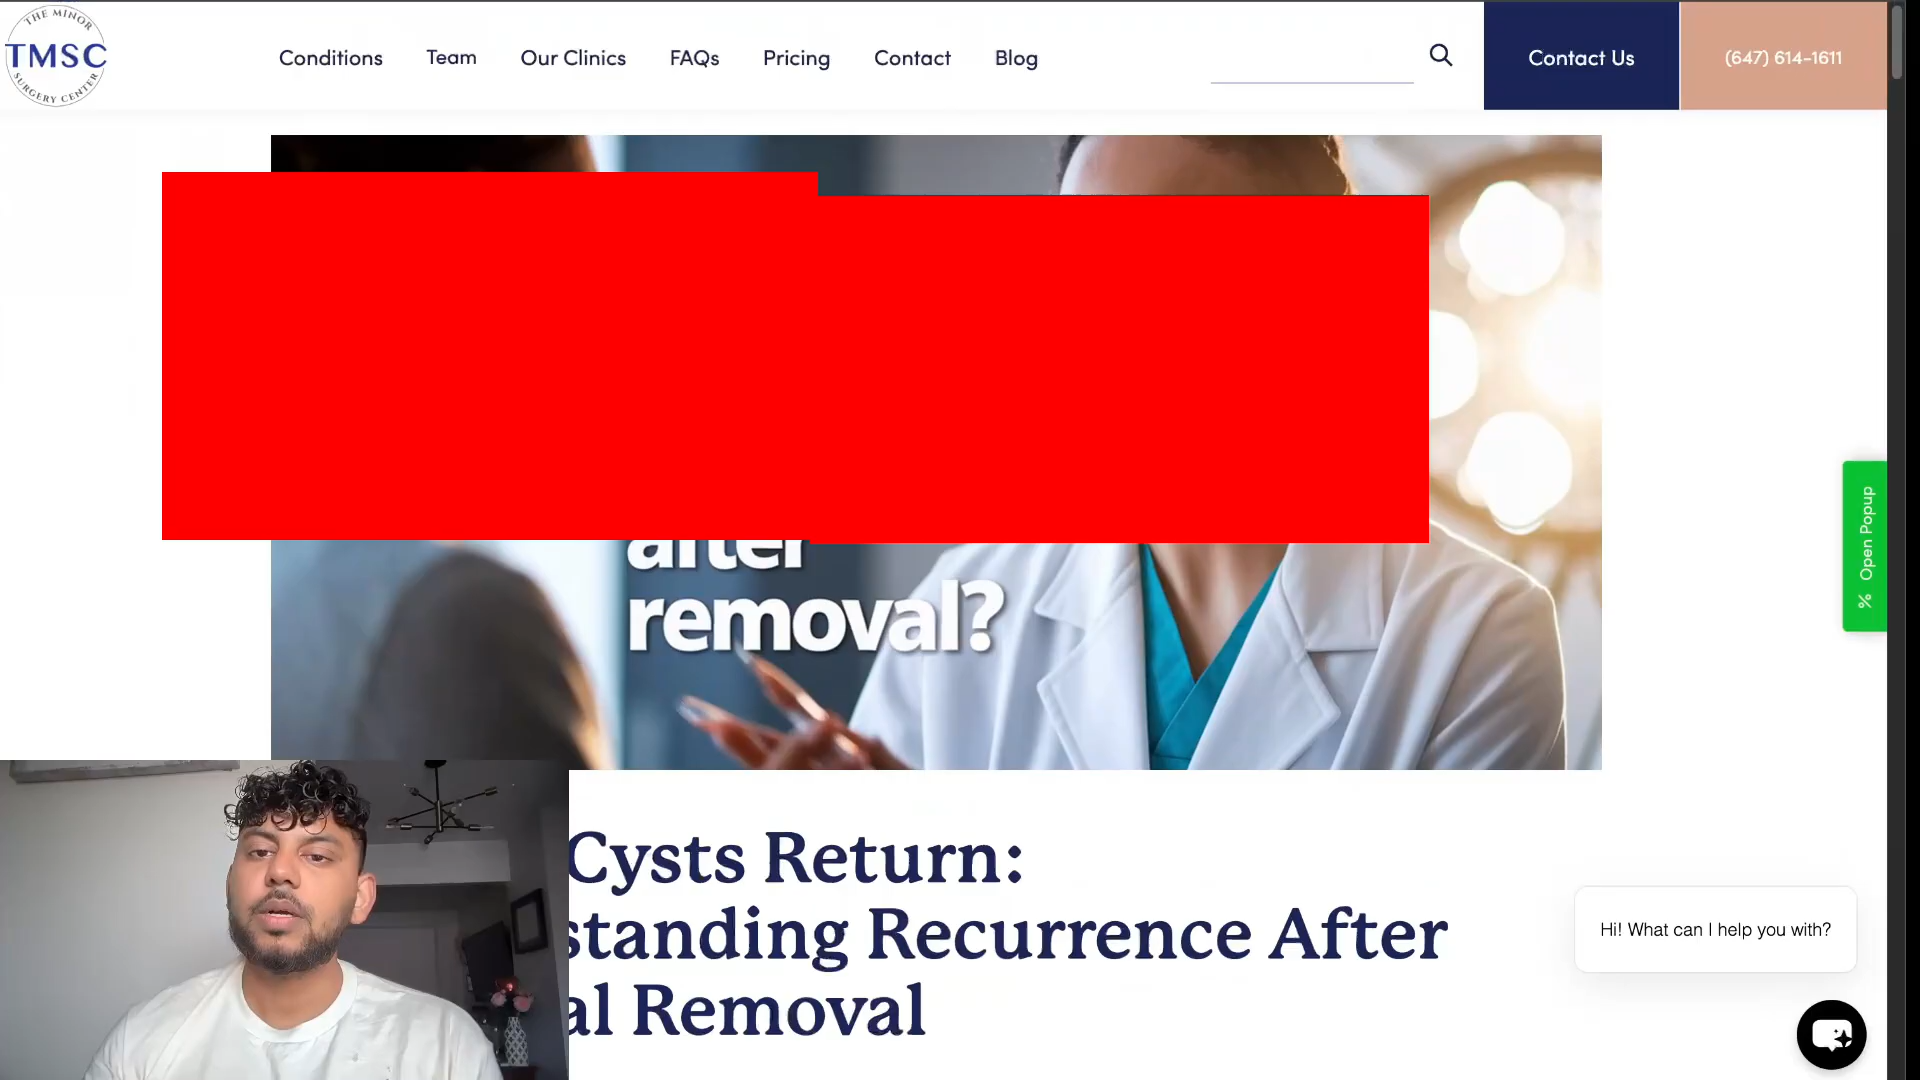 THE MINOR
TMSC
SURGERY CENTER
Conditions
Team
Our Clinics
FAQs
Pricing
Contact
Blog
Contact Us
(647) 614-1611
after
removal?
% Open Popup
Cysts Return:
standing Recurrence After
al Removal
Hi! What can I help you with?